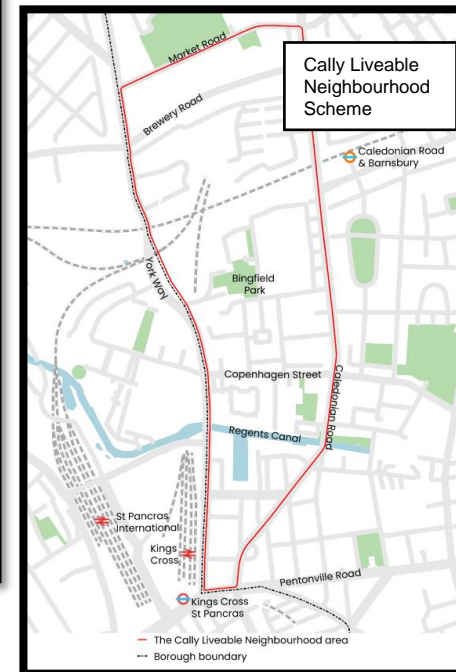 Cally Liveable
Neighbourhood
Scheme
Market Road
Brewery Road
Caledonian Road
& Barnsbury
York Way
Bingfield
Park
Copenhagen Street
Caledonian Road
Regents Canal
St Pancras
International
Kings
Cross
Pentonville Road
Kings Cross
St Pancras
The Cally Liveable Neighbourhood area
Borough boundary